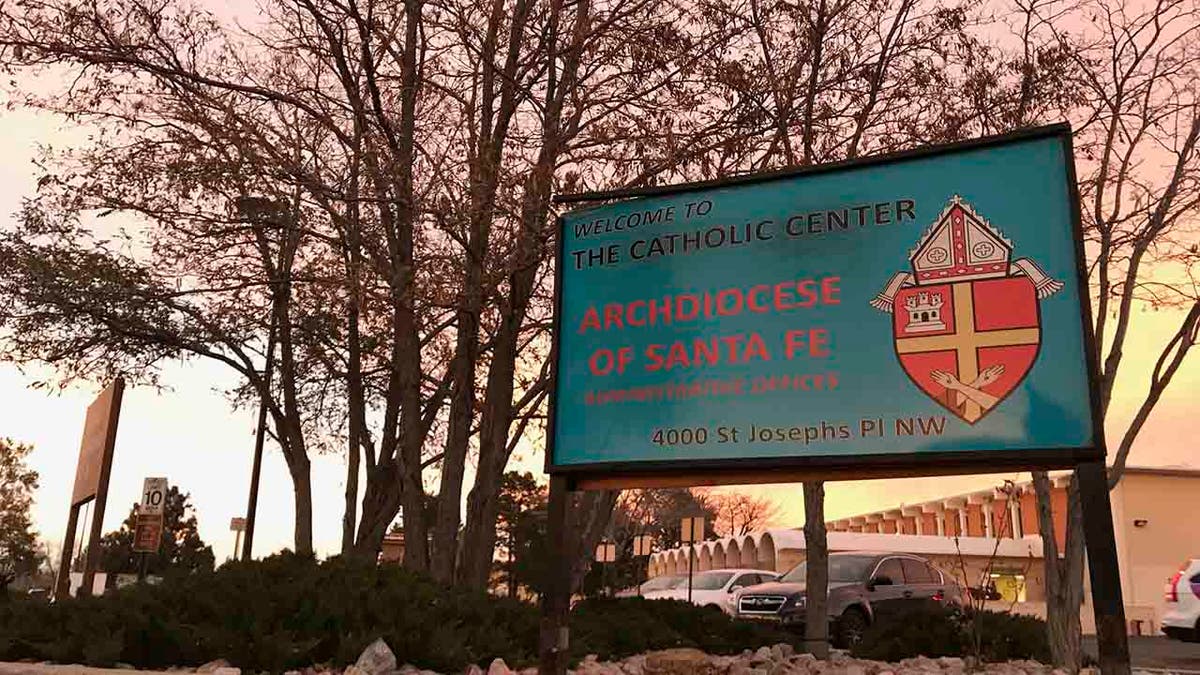 WELCOME TO
THE CATHOLIC CENTER
ARCHDIOCESE
OF SANTA FE
ADMINISTRATIVE OFFICES
4000 St Josephs Pl NW
10